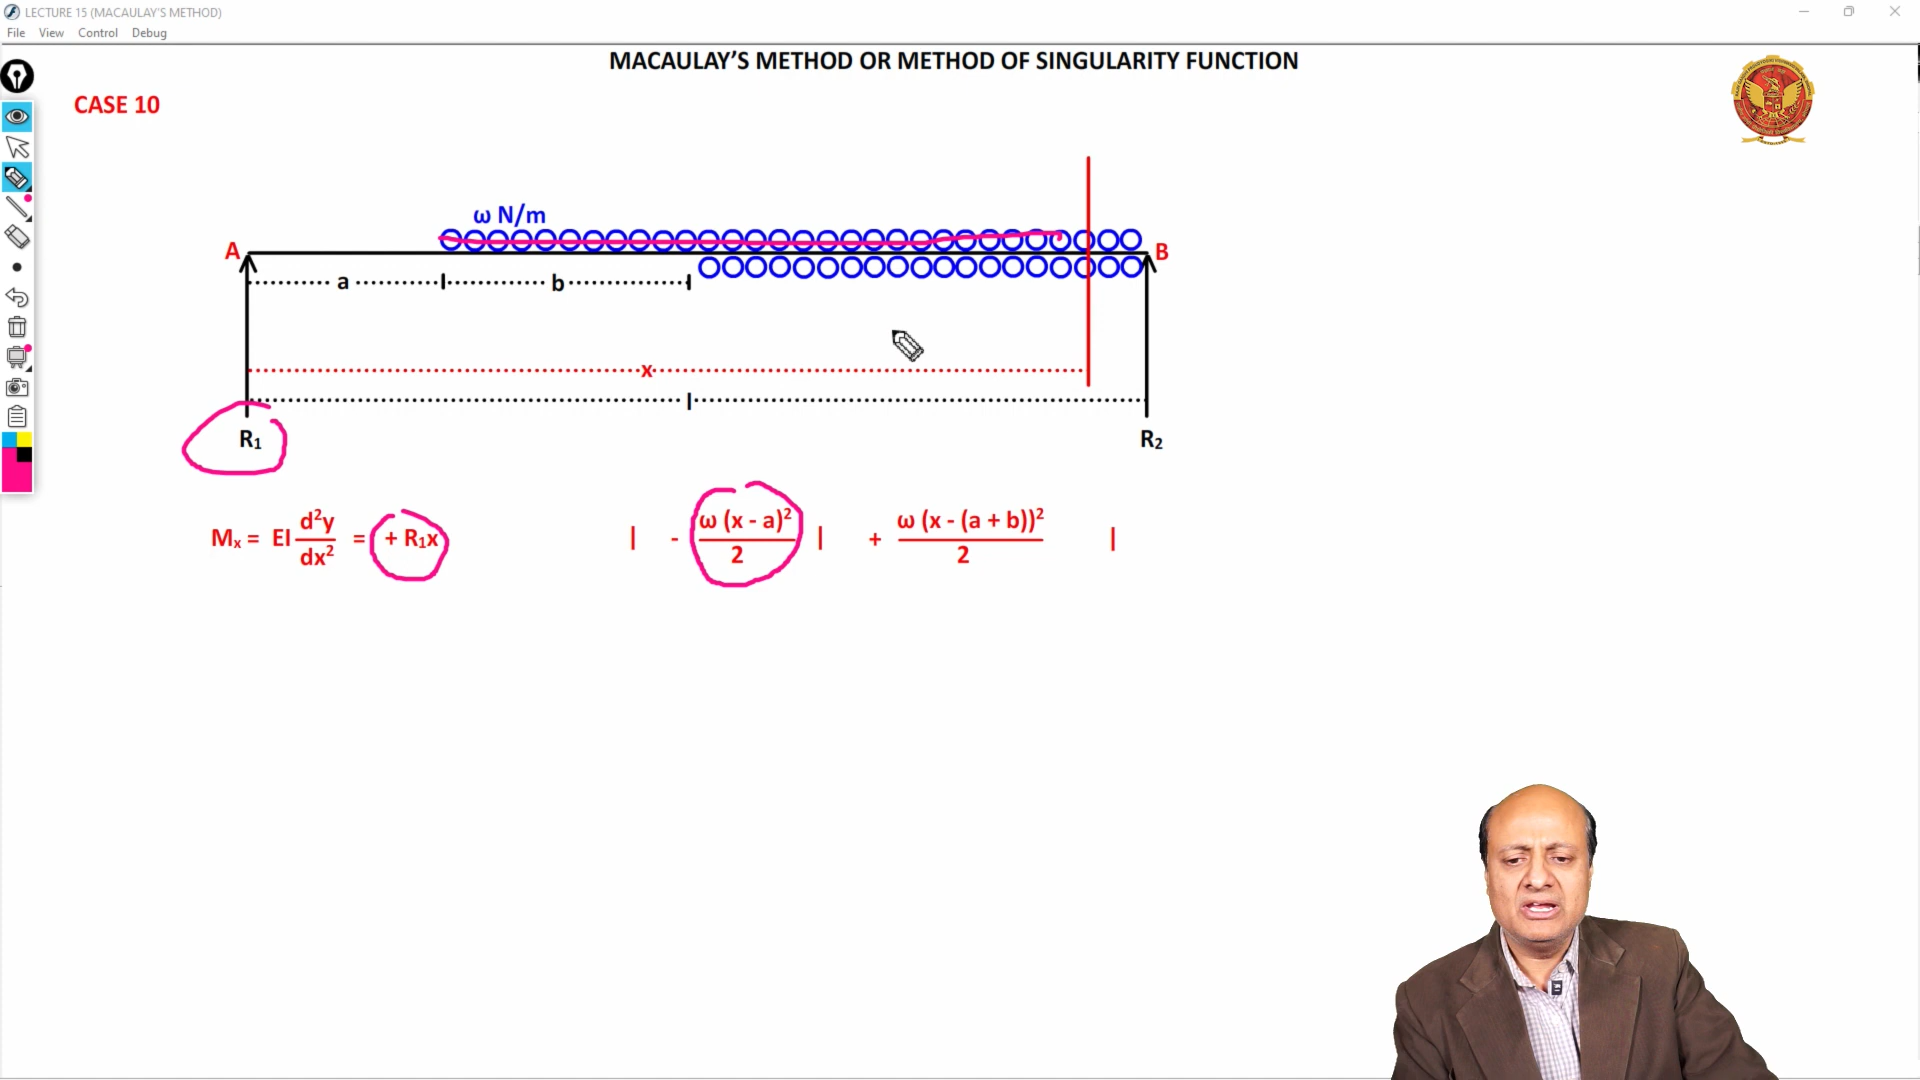 LECTURE 15 (MACAULAY'S METHOD)
File View Control Debug
MACAULAY'S METHOD OR METHOD OF SINGULARITY FUNCTION
CASE 10
ω N/m
A
B
a
b
x
l
R₁
R₂
Mₓ = EI d²y/dx² = + R₁x | - ω (x - a)²/2 | + ω (x - (a + b))²/2 |